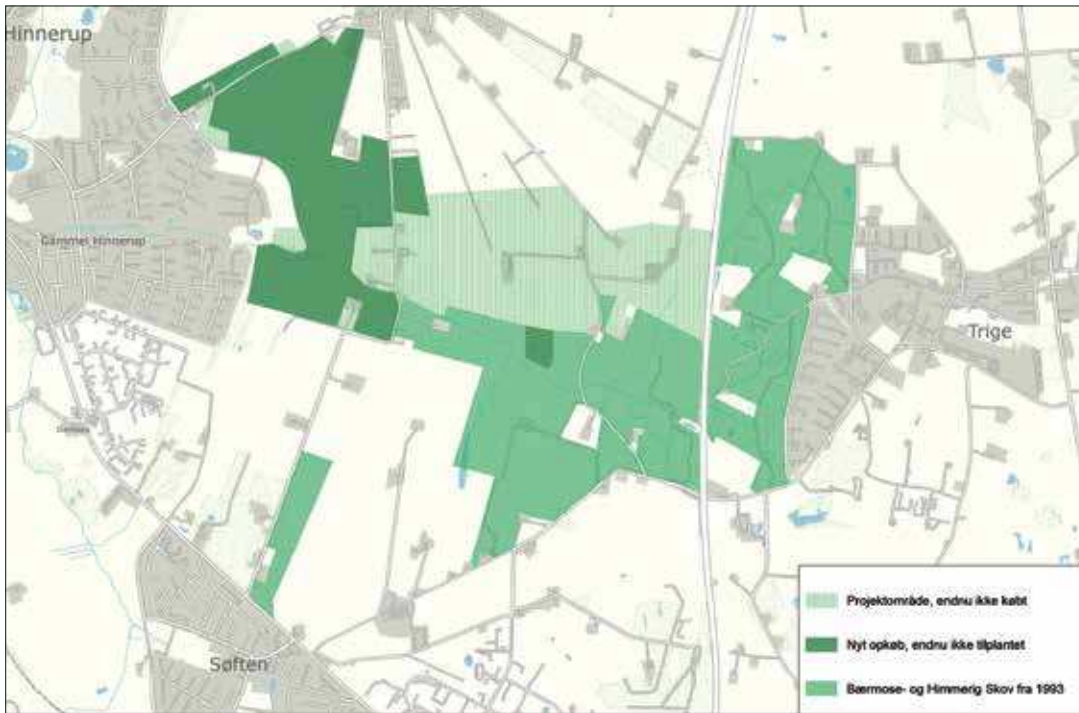 Hinnerup
Gammel Hinnerup
Trige
Søften
Projektområde, endnu ikke købt
Nyt opkøb, endnu ikke tilplantet
Bærmose- og Himmerig Skov fra 1993